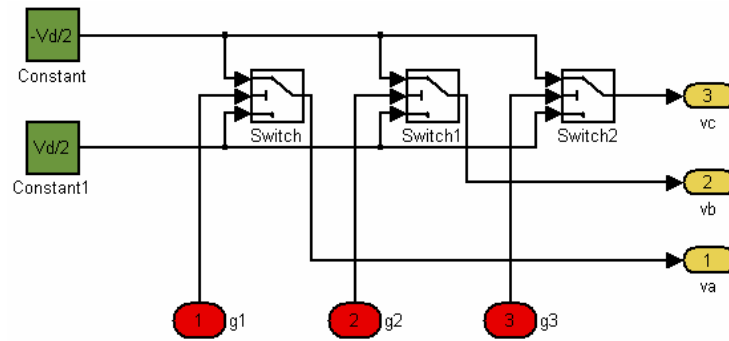 -Vd/2
Constant
Switch
Switch1
Switch2
3
vc
Vd/2
Constant1
2
vb
1
va
1
g1
2
g2
3
g3